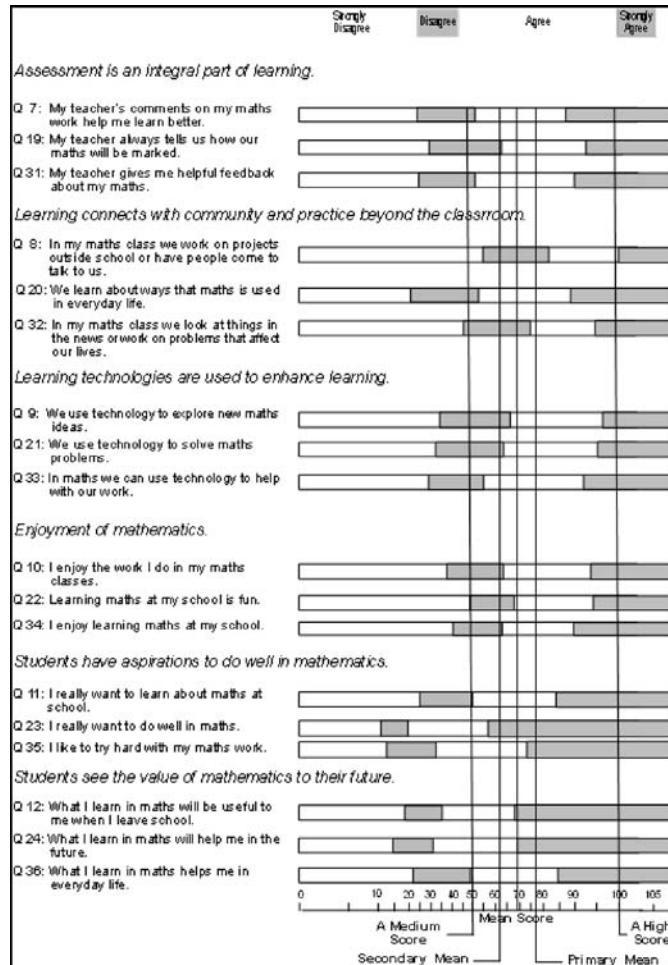 Strongly Disagree Disagree Agree Strongly Agree
Assessment is an integral part of learning.
Q 7: My teacher's comments on my maths
work help me learn better.
Q 19: My teacher always tells us how our
maths will be marked.
Q 31: My teacher gives me helpful feedback
about my maths.
Learning connects with community and practice beyond the classrroom.
Q 8: In my maths class we work on projects
outside school or have people come to
talk to us.
Q 20: We learn about ways that maths is used
in everyday life.
Q 32: In my maths class we look at things in
the news or work on problems that affect
our lives.
Learning technologies are used to enhance learning.
Q 9: We use technology to explore new maths
ideas.
Q 21: We use technology to solve maths
problems.
Q 33: In maths we can use technology to help
with our work.
Enjoyment of mathematics.
Q 10: I enjoy the work I do in my maths
classes.
Q 22: Learning maths at my school is fun.
Q 34: I enjoy learning maths at my school.
Students have aspirations to do well in mathematics.
Q 11: I really want to learn about maths at
school.
Q 23: I really want to do well in maths.
Q 35: I like to try hard with my maths work.
Students see the value of mathematics to their future.
Q 12: What I learn in maths will be useful to
me when I leave school.
Q 24: What I learn in maths will help me in the
future.
Q 36: What I learn in maths helps me in
everyday life.
0 10 20 30 40 50 60 70 80 90 100 105
Mean Score
A Medium Score
A High Score
Secondary Mean
Primary Mean